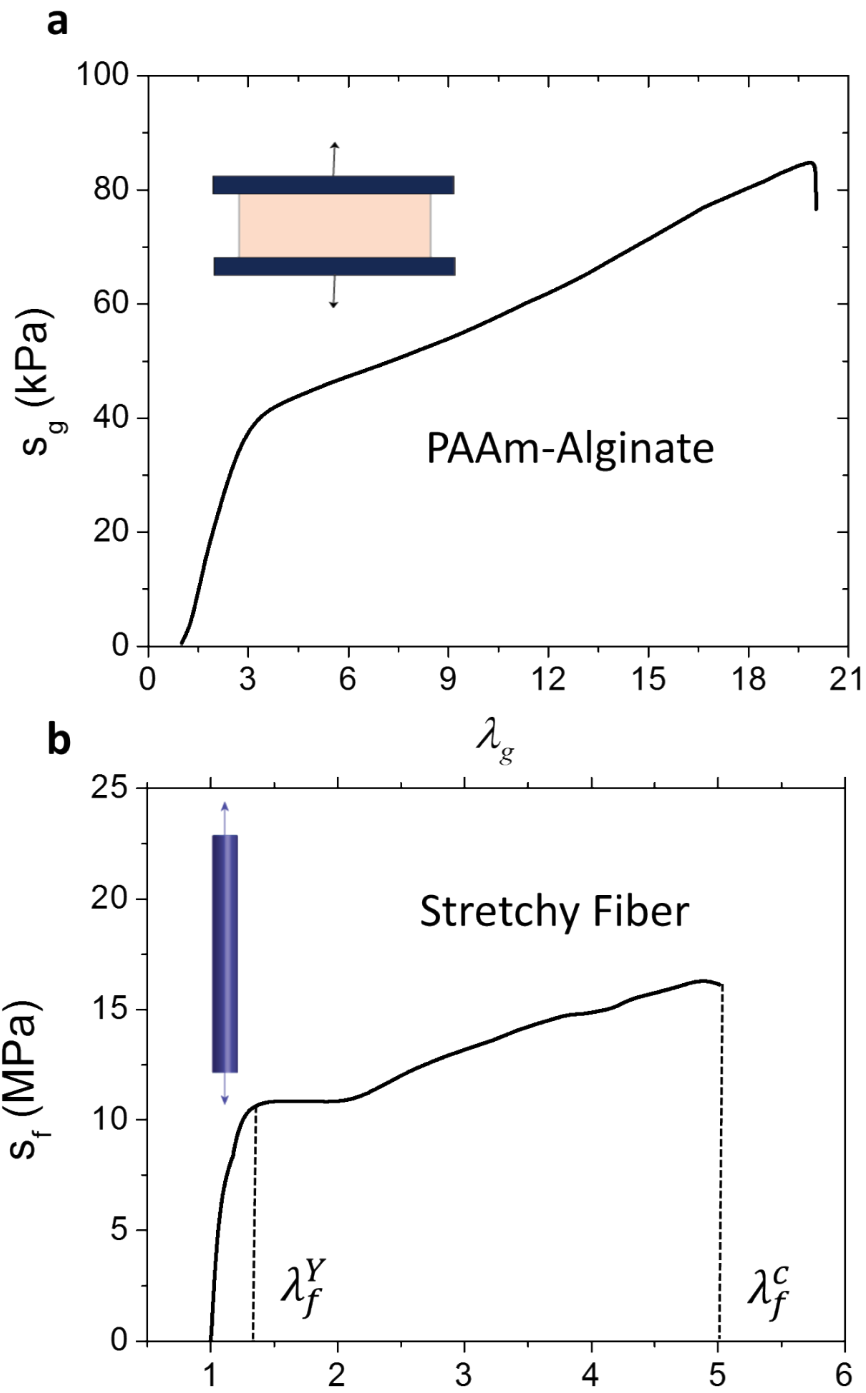 a
100
80
60
40
20
0
s_g (kPa)
PAAm-Alginate
0 3 6 9 12 15 18 21
λ_g
b
25
20
15
10
5
0
s_f (MPa)
Stretchy Fiber
λ_f^Y
λ_f^c
1 2 3 4 5 6